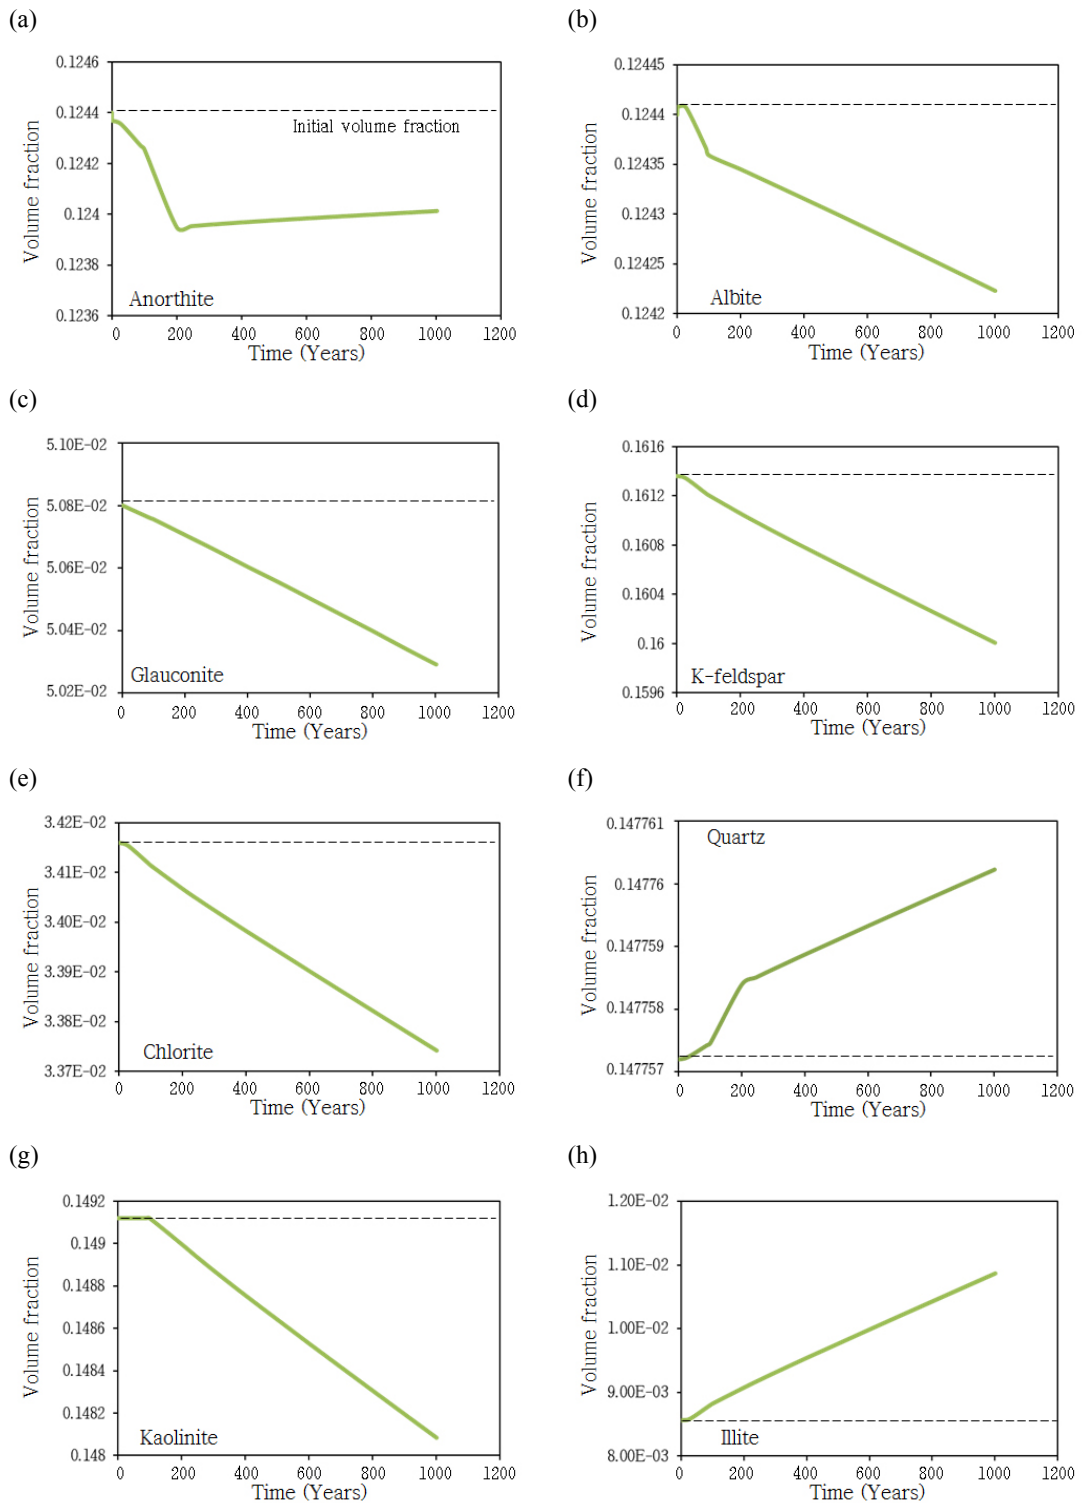 (a)
0.1246
0.1244
0.1242
0.124
0.1238
0.1236
Volume fraction
Initial volume fraction
Anorthite
0 200 400 600 800 1000 1200
Time (Years)
(b)
0.12445
0.1244
0.12435
0.1243
0.12425
0.1242
Volume fraction
Albite
0 200 400 600 800 1000 1200
Time (Years)
(c)
5.10E-02
5.08E-02
5.06E-02
5.04E-02
5.02E-02
Volume fraction
Glauconite
0 200 400 600 800 1000 1200
Time (Years)
(d)
0.1616
0.1612
0.1608
0.1604
0.16
0.1596
Volume fraction
K-feldspar
0 200 400 600 800 1000 1200
Time (Years)
(e)
3.42E-02
3.41E-02
3.40E-02
3.39E-02
3.38E-02
3.37E-02
Volume fraction
Chlorite
0 200 400 600 800 1000 1200
Time (Years)
(f)
0.147761
0.14776
0.147759
0.147758
0.147757
Volume fraction
Quartz
0 200 400 600 800 1000 1200
Time (Years)
(g)
0.1492
0.149
0.1488
0.1486
0.1484
0.1482
0.148
Volume fraction
Kaolinite
0 200 400 600 800 1000 1200
Time (Years)
(h)
1.20E-02
1.10E-02
1.00E-02
9.00E-03
8.00E-03
Volume fraction
Illite
0 200 400 600 800 1000 1200
Time (Years)